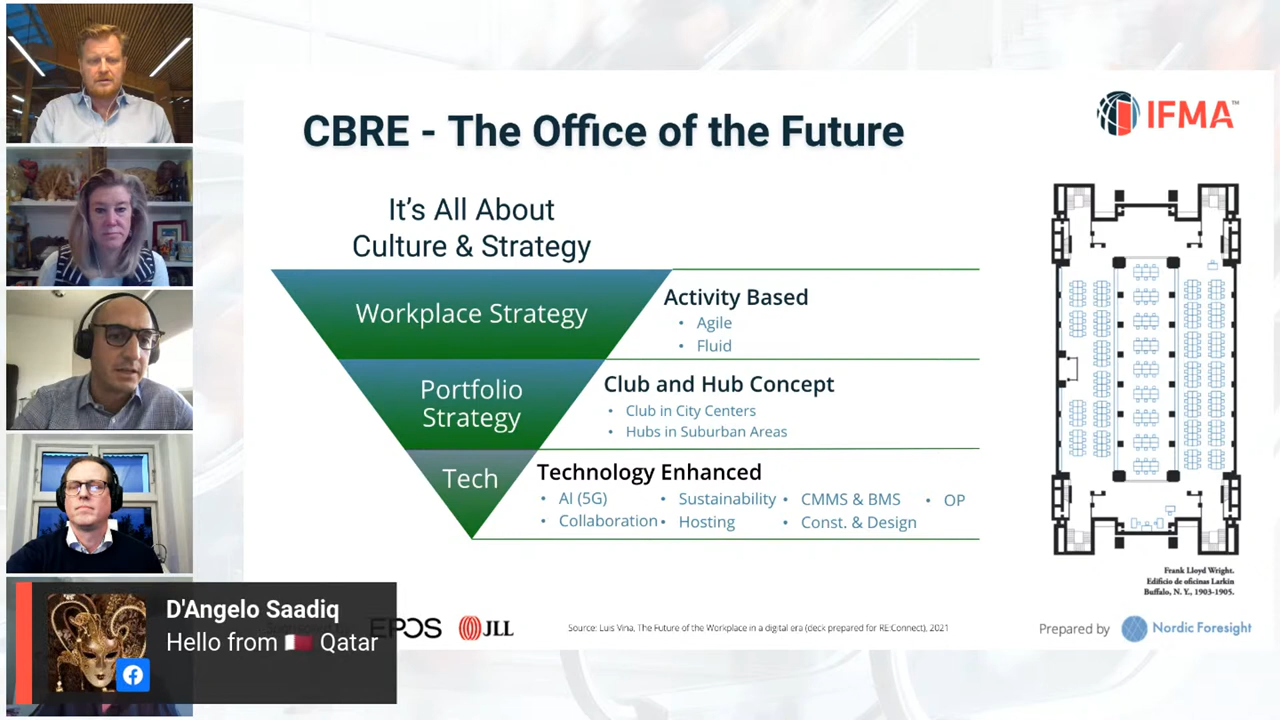 CBRE - The Office of the Future
IFMA™
It's All About
Culture & Strategy
Workplace Strategy
Activity Based
• Agile
• Fluid
Portfolio
Strategy
Club and Hub Concept
• Club in City Centers
• Hubs in Suburban Areas
Tech
Technology Enhanced
• AI (5G)
• Sustainability
• CMMS & BMS
• OP
• Collaboration
• Hosting
• Const. & Design
Frank Lloyd Wright.
Edificio de oficinas Larkin
Buffalo, N. Y., 1903-1905.
D'Angelo Saadiq
Hello from 🇶🇦 Qatar
EPOS
JLL
Source: Luis Vina, The Future of the Workplace in a digital era (deck prepared for RE:Connect), 2021
Prepared by
Nordic Foresight